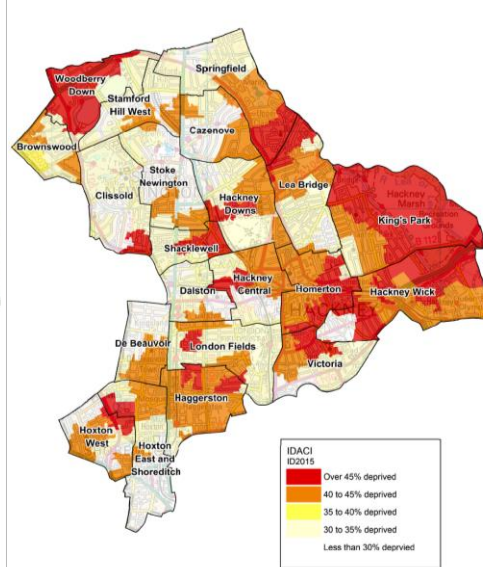 Springfield
Woodberry
Down
Stamford
Hill West
Cazenove
Brownswood
Stoke
Newington
Clissold
Hackney
Downs
Lea Bridge
Hackney
Marsh
King's Park
Shacklewell
Hackney
Central
Dalston
Homerton
Hackney Wick
HACKNEY
De Beauvoir
London Fields
Victoria
Haggerston
Hoxton
West
Hoxton
East and
Shoreditch
IDACI
ID2015
Over 45% deprived
40 to 45% deprived
35 to 40% deprived
30 to 35% deprived
Less than 30% deprvied